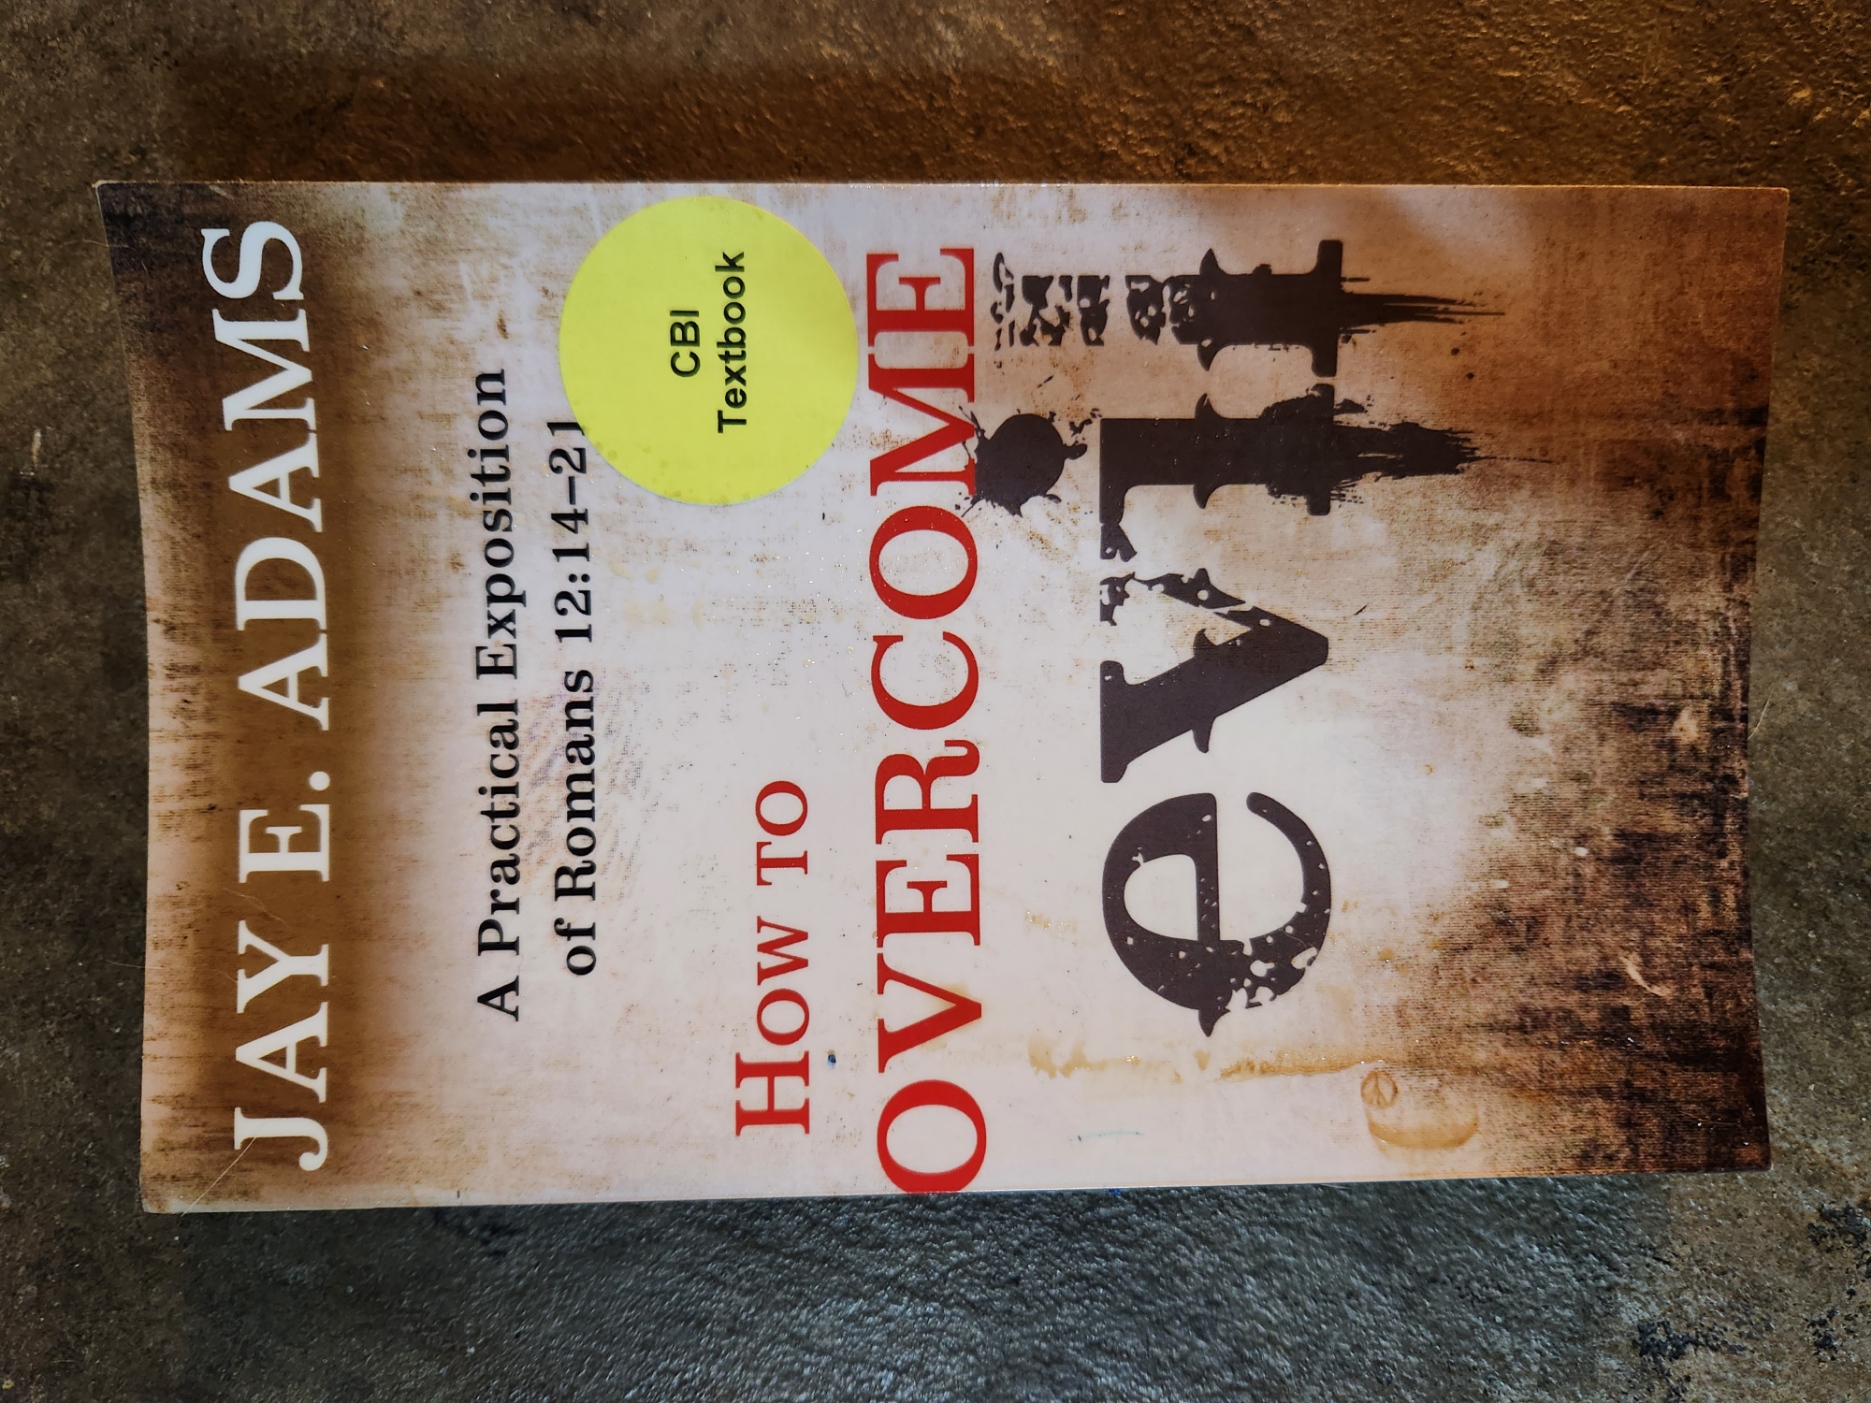 JAY E. ADAMS
A Practical Exposition
of Romans 12:14–21
CBI
Textbook
HOW TO
OVERCOME
evil